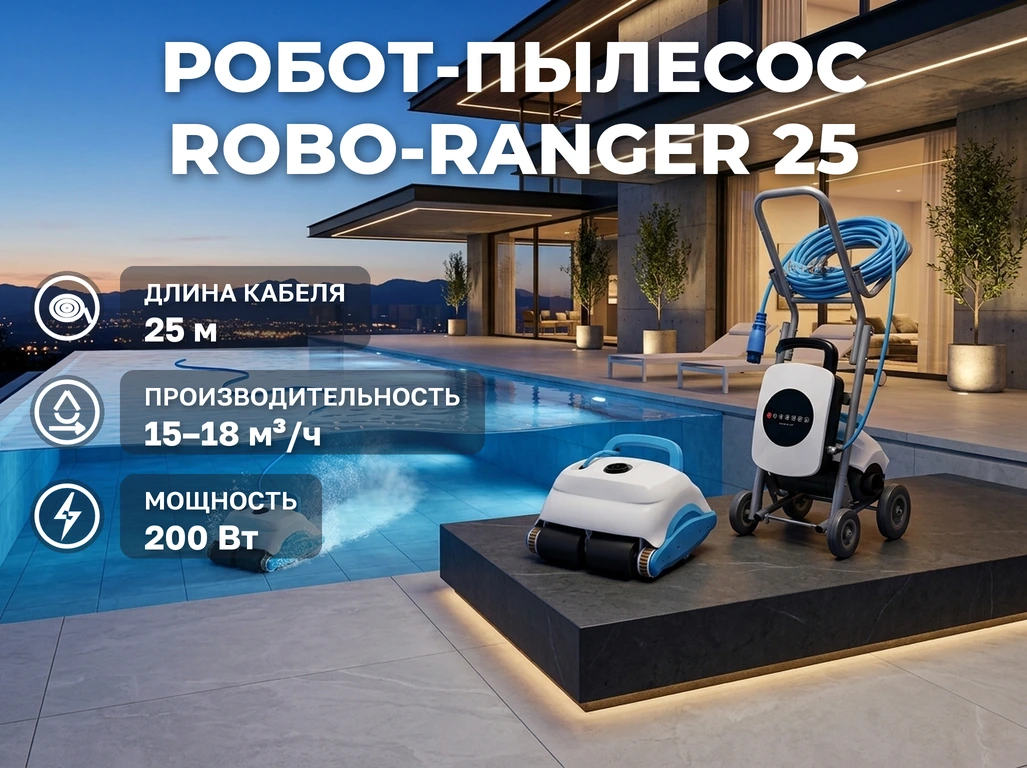 РОБОТ-ПЫЛЕСОС
ROBO-RANGER 25
ДЛИНА КАБЕЛЯ
25 м
ПРОИЗВОДИТЕЛЬНОСТЬ
15–18 м³/ч
МОЩНОСТЬ
200 Вт